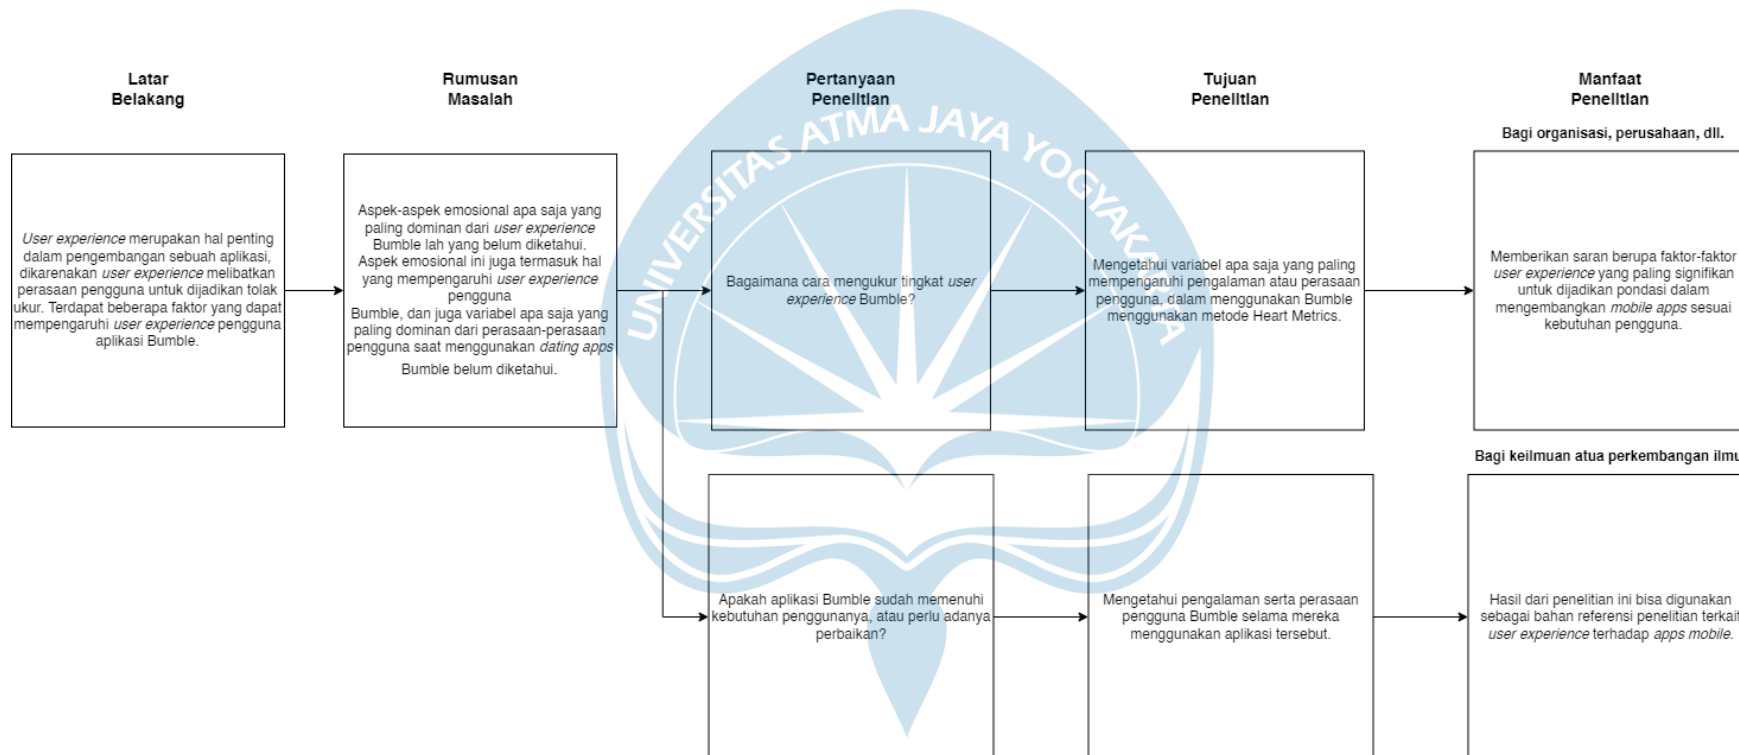 Latar
Belakang
Rumusan
Masalah
Pertanyaan
Penelitian
Tujuan
Penelitian
Manfaat
Penelitian
Bagi organisasi, perusahaan, dll.
UNIVERSITAS ATMA JAYA YOGYAKARTA
User experience merupakan hal penting
dalam pengembangan sebuah aplikasi,
dikarenakan user experience melibatkan
perasaan pengguna untuk dijadikan tolak
ukur. Terdapat beberapa faktor yang dapat
mempengaruhi user experience pengguna
aplikasi Bumble.
Aspek-aspek emosional apa saja yang
paling dominan dari user experience
Bumble lah yang belum diketahui.
Aspek emosional ini juga termasuk hal
yang mempengaruhi user experience
pengguna
Bumble, dan juga variabel apa saja yang
paling dominan dari perasaan-perasaan
pengguna saat menggunakan dating apps
Bumble belum diketahui.
Bagaimana cara mengukur tingkat user
experience Bumble?
Mengetahui variabel apa saja yang paling
mempengaruhi pengalaman atau perasaan
pengguna, dalam menggunakan Bumble
menggunakan metode Heart Metrics.
Memberikan saran berupa faktor-faktor
user experience yang paling signifikan
untuk dijadikan pondasi dalam
mengembangkan mobile apps sesuai
kebutuhan pengguna.
Bagi keilmuan atua perkembangan ilmu
Apakah aplikasi Bumble sudah memenuhi
kebutuhan penggunanya, atau perlu adanya
perbaikan?
Mengetahui pengalaman serta perasaan
pengguna Bumble selama mereka
menggunakan aplikasi tersebut.
Hasil dari penelitian ini bisa digunakan
sebagai bahan referensi penelitian terkait
user experience terhadap apps mobile.